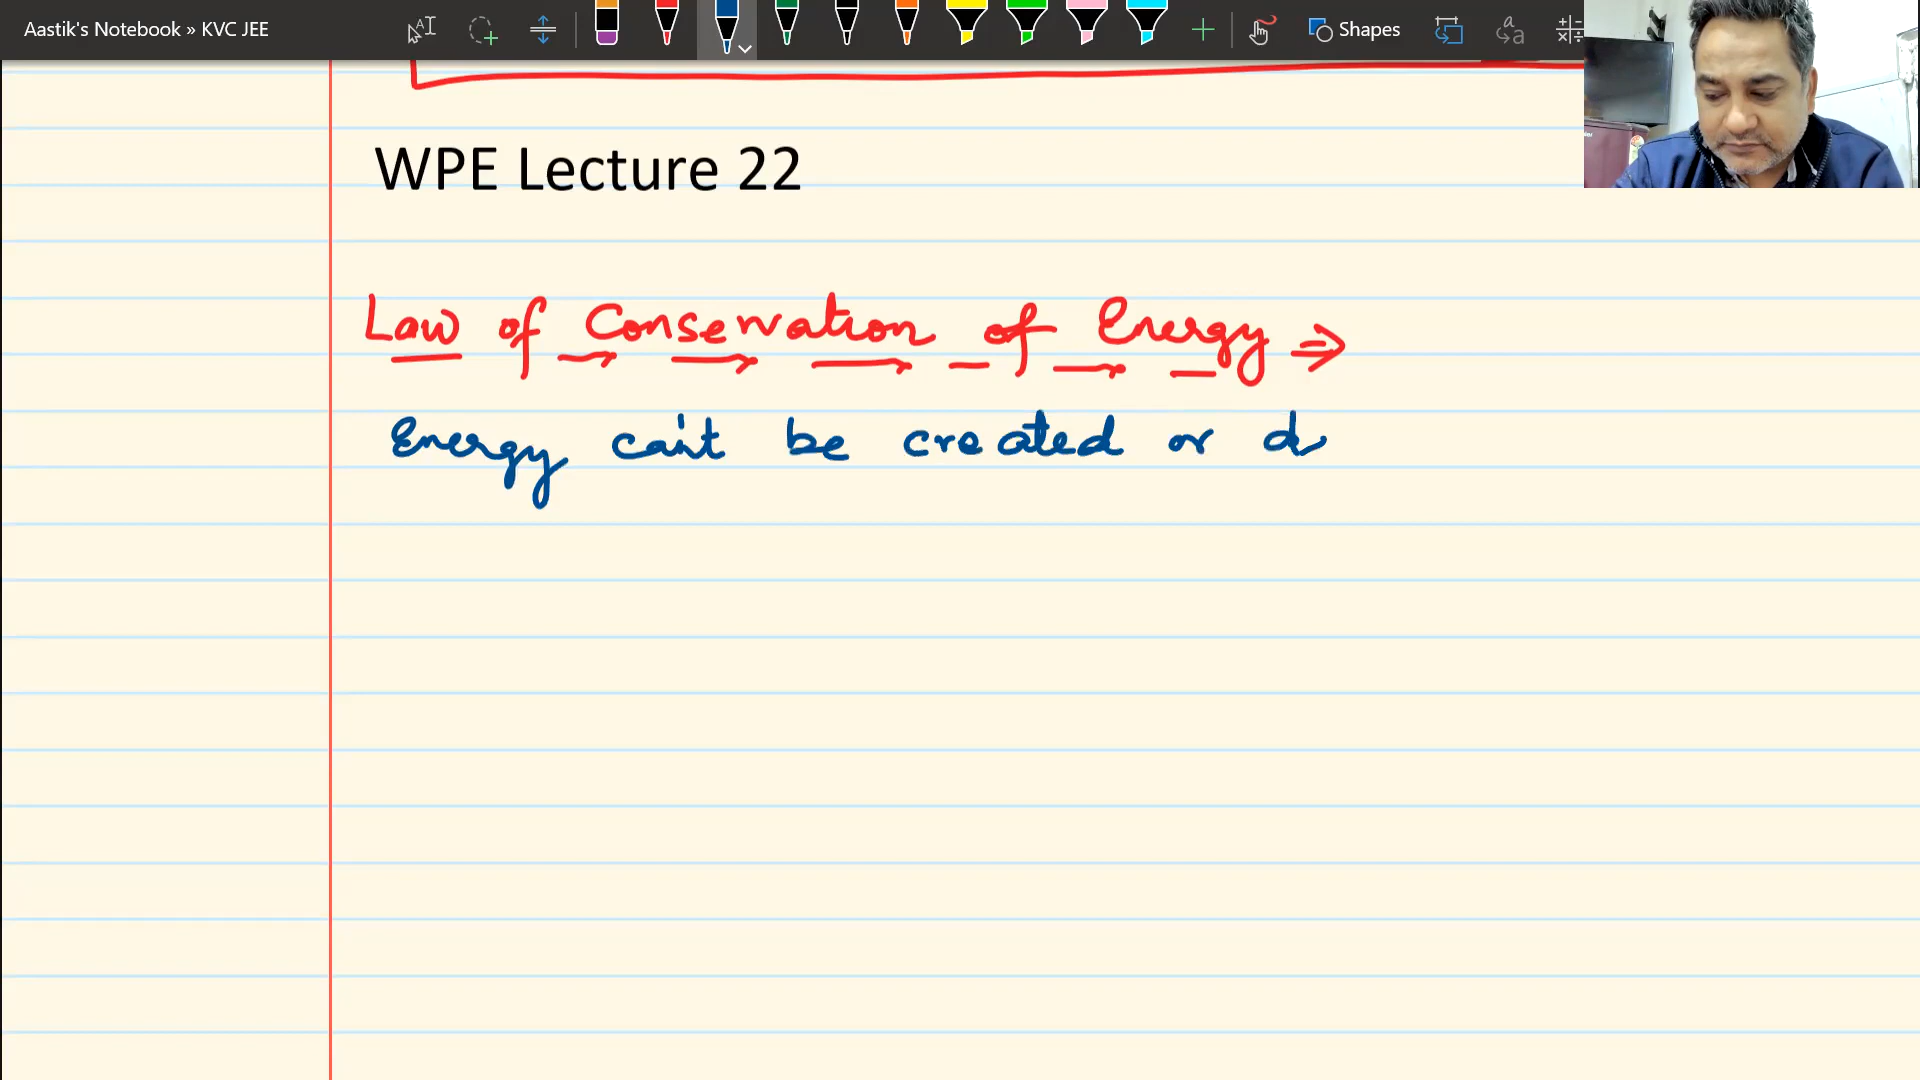 Aastik's Notebook » KVC JEE
Shapes
WPE Lecture 22
Law of Conservation of Energy ⇒
Energy can't be created or d